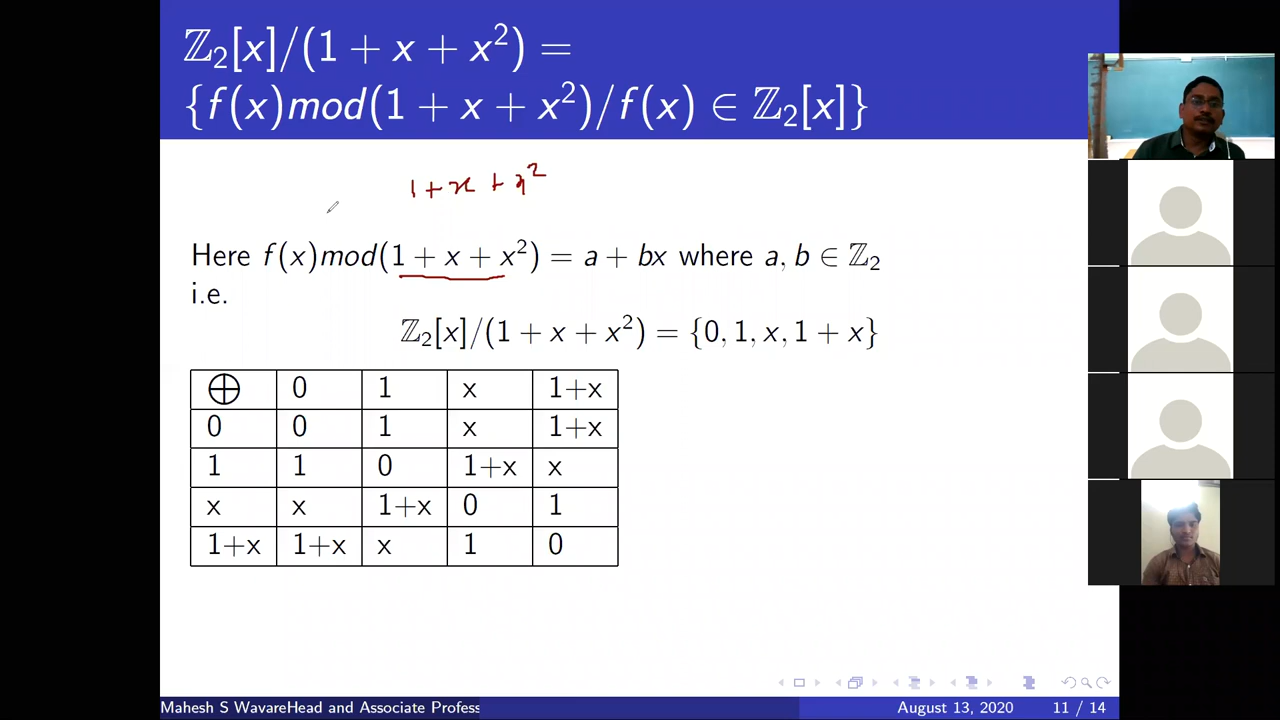 ℤ₂[x]/(1 + x + x²) =
{f(x)mod(1 + x + x²)/f(x) ∈ ℤ₂[x]}
1 + x + x²
Here f(x)mod(1 + x + x²) = a + bx where a, b ∈ ℤ₂
i.e.
ℤ₂[x]/(1 + x + x²) = {0, 1, x, 1 + x}
⊕ 0 1 x 1+x
0 0 1 x 1+x
1 1 0 1+x x
x x 1+x 0 1
1+x 1+x x 1 0
Mahesh S WavareHead and Associate Profess August 13, 2020 11 / 14